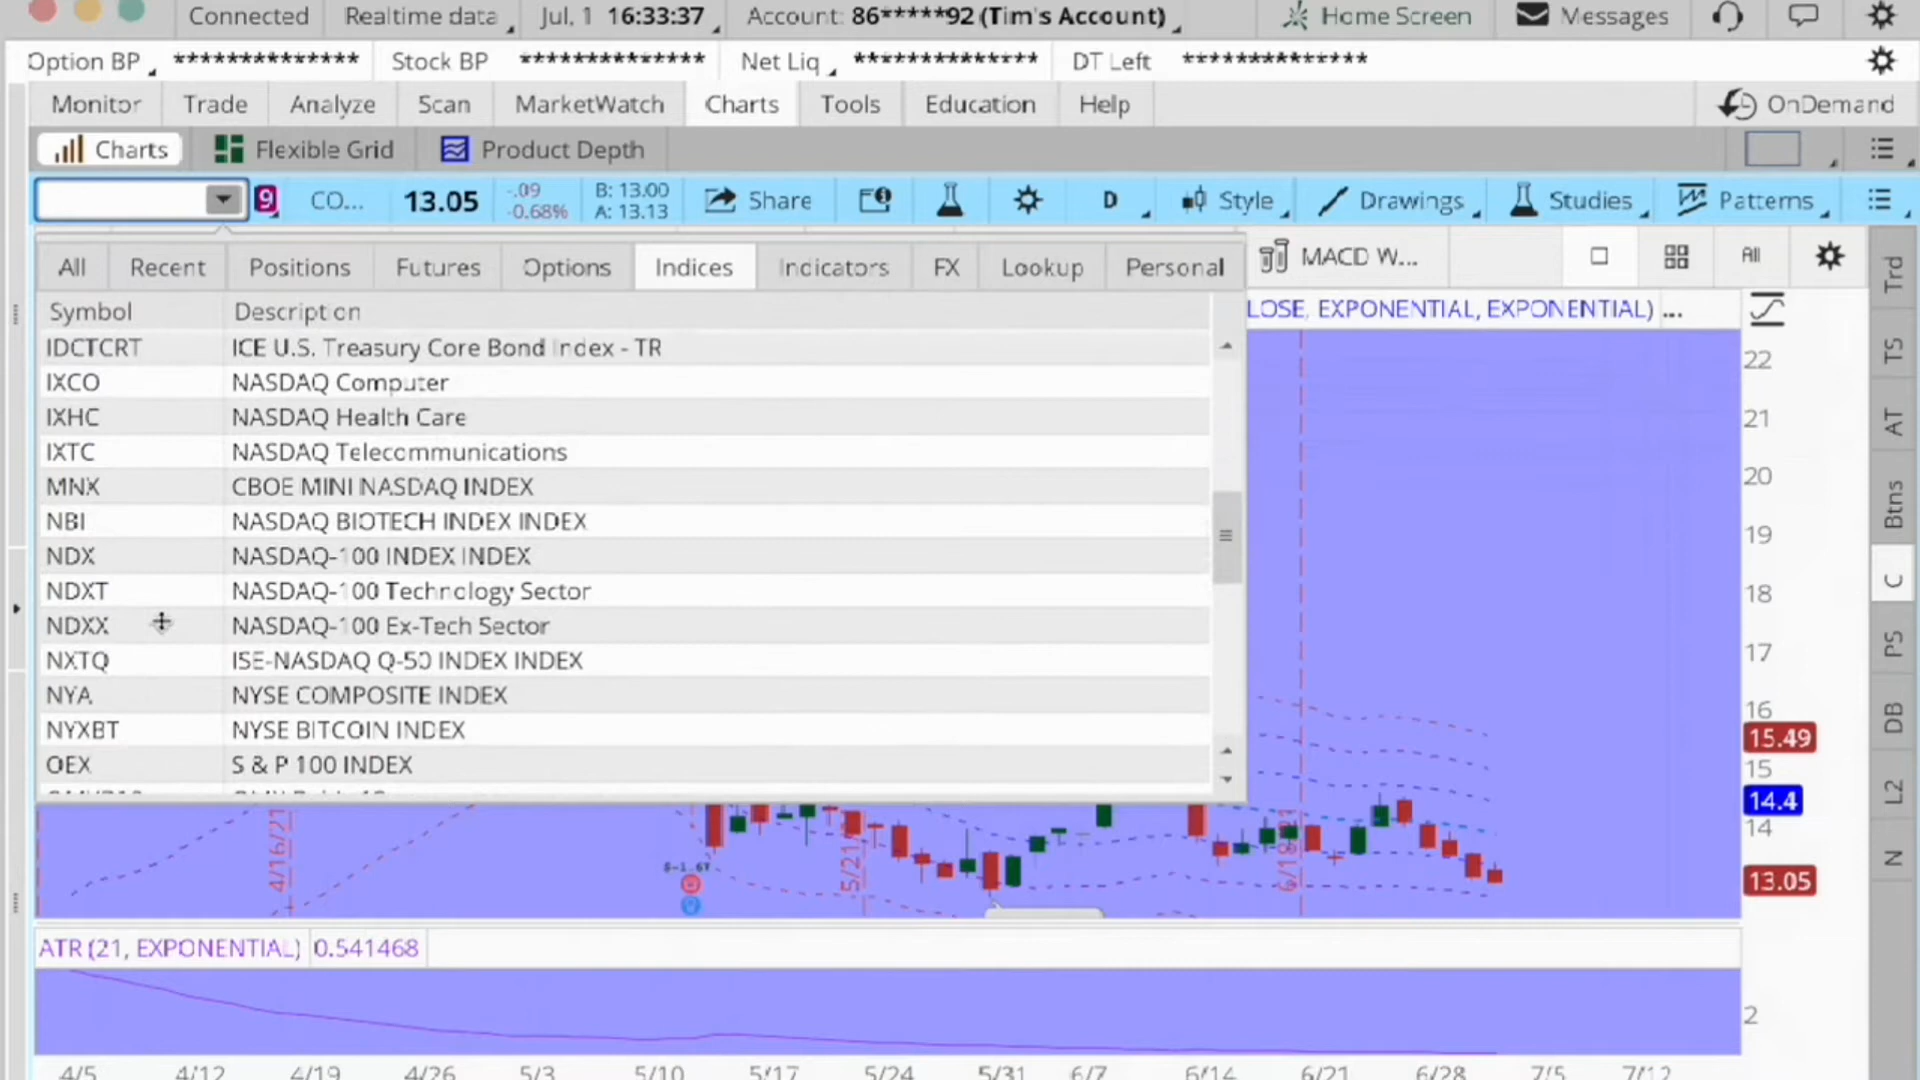 Connected Realtime data Jul. 1 16:33:37 Account: 86*****92 (Tim's Account) Home Screen Messages
Option BP ************** Stock BP ************** Net Liq ************** DT Left **************
Monitor Trade Analyze Scan MarketWatch Charts Tools Education Help OnDemand
Charts Flexible Grid Product Depth
9 CO... 13.05 -.09 B: 13.00 Share D Style Drawings Studies Patterns
-0.68% A: 13.13
All Recent Positions Futures Options Indices Indicators FX Lookup Personal MACD W... All
Symbol Description LOSE, EXPONENTIAL, EXPONENTIAL) ...
IDCTCRT ICE U.S. Treasury Core Bond Index - TR
IXCO NASDAQ Computer
IXHC NASDAQ Health Care
IXTC NASDAQ Telecommunications
MNX CBOE MINI NASDAQ INDEX
NBI NASDAQ BIOTECH INDEX INDEX
NDX NASDAQ-100 INDEX INDEX
NDXT NASDAQ-100 Technology Sector
NDXX NASDAQ-100 Ex-Tech Sector
NXTQ ISE-NASDAQ Q-50 INDEX INDEX
NYA NYSE COMPOSITE INDEX
NYXBT NYSE BITCOIN INDEX
OEX S & P 100 INDEX
22
21
20
19
18
17
16
15.49
15
14.4
14
13.05
Trd
TS
AT
Btns
C
PS
DB
L2
N
4/16/21
5/21/
6/18/21
ATR (21, EXPONENTIAL) 0.541468
2
4/5 4/12 4/19 4/26 5/3 5/10 5/17 5/24 5/31 6/7 6/14 6/21 6/28 7/5 7/12